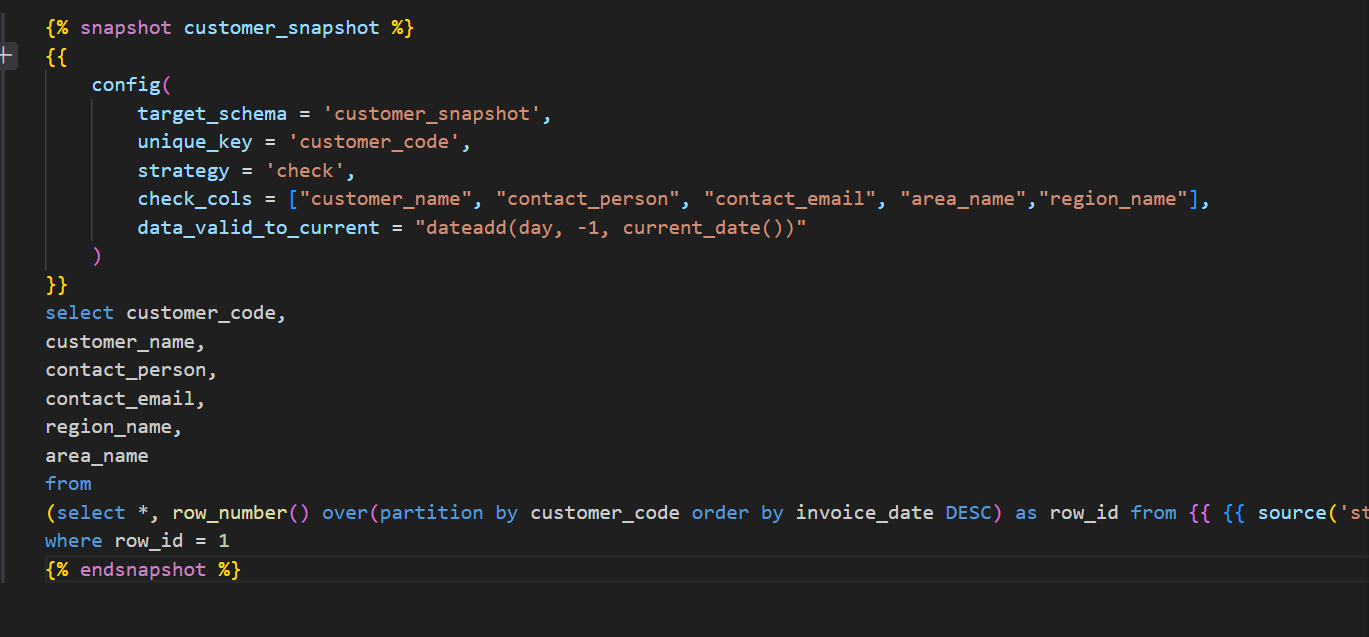 {% snapshot customer_snapshot %}
{{
config(
target_schema = 'customer_snapshot',
unique_key = 'customer_code',
strategy = 'check',
check_cols = ["customer_name", "contact_person", "contact_email", "area_name","region_name"],
data_valid_to_current = "dateadd(day, -1, current_date())"
)
}}
select customer_code,
customer_name,
contact_person,
contact_email,
region_name,
area_name
from
(select *, row_number() over(partition by customer_code order by invoice_date DESC) as row_id from {{ {{ source('st
where row_id = 1
{% endsnapshot %}